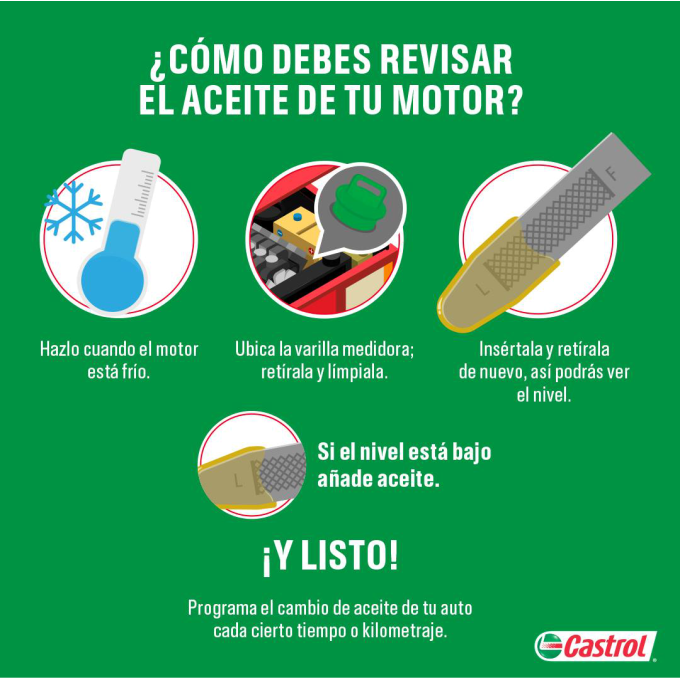 ¿CÓMO DEBES REVISAR
EL ACEITE DE TU MOTOR?
F
L
Hazlo cuando el motor
está frío.
Ubica la varilla medidora;
retírala y límpiala.
Insértala y retírala
de nuevo, así podrás ver
el nivel.
L
Si el nivel está bajo
añade aceite.
¡Y LISTO!
Programa el cambio de aceite de tu auto
cada cierto tiempo o kilometraje.
Castrol